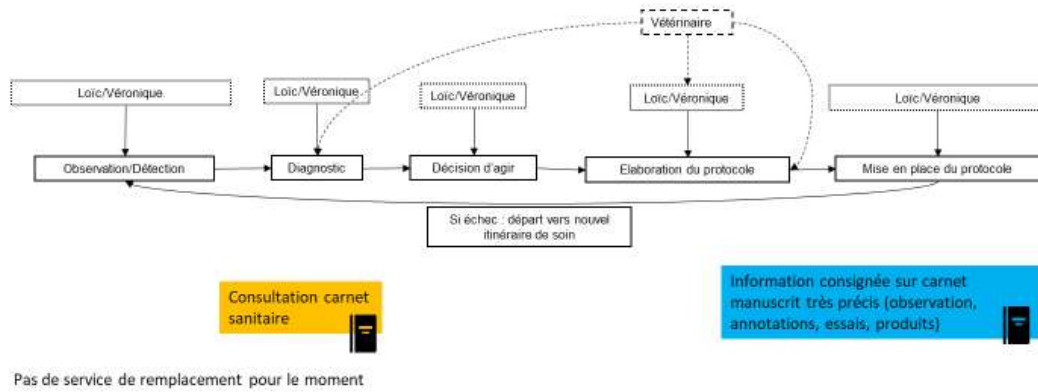 Vétérinaire
Loïc/Véronique
Loïc/Véronique
Loïc/Véronique
Loïc/Véronique
Loïc/Véronique
Observation/Détection
Diagnostic
Décision d'agir
Elaboration du protocole
Mise en place du protocole
Si échec : départ vers nouvel
itinéraire de soin
Consultation carnet
sanitaire
Information consignée sur carnet
manuscrit très précis (observation,
annotations, essais, produits)
Pas de service de remplacement pour le moment